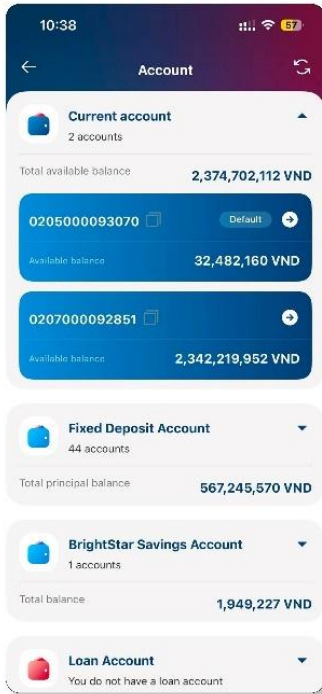 10:38
57
Account
Current account
2 accounts
Total available balance 2,374,702,112 VND
0205000093070 Default
Available balance 32,482,160 VND
0207000092851
Available balance 2,342,219,952 VND
Fixed Deposit Account
44 accounts
Total principal balance 567,245,570 VND
BrightStar Savings Account
1 accounts
Total balance 1,949,227 VND
Loan Account
You do not have a loan account